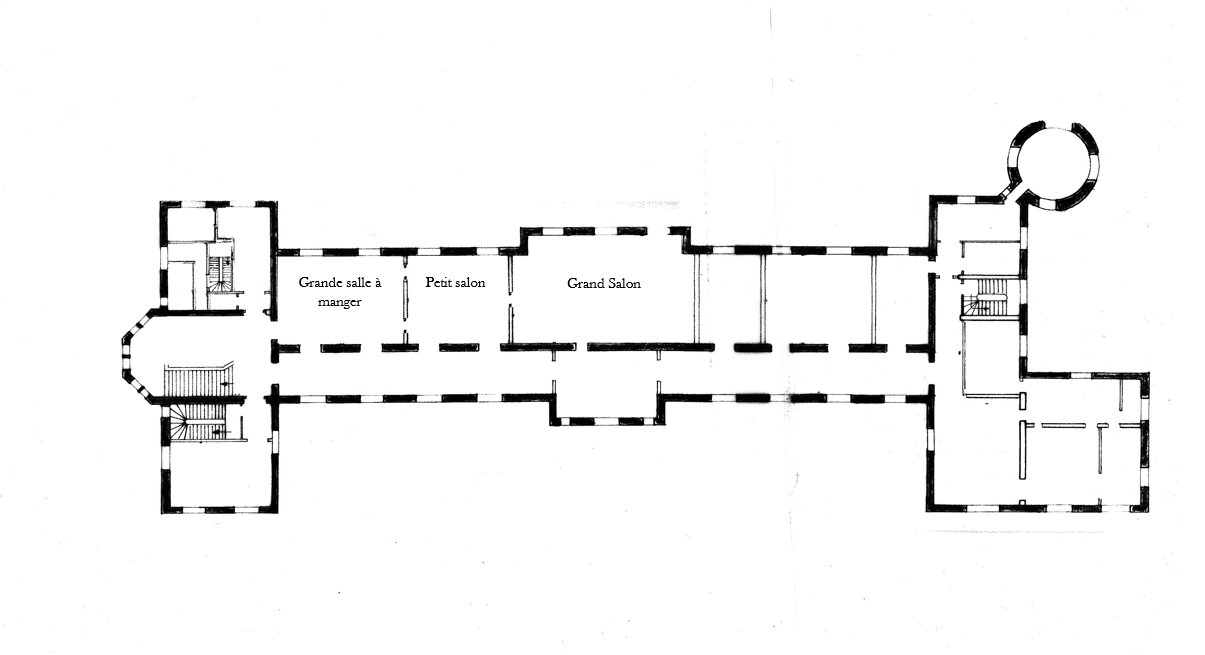 Grande salle à
manger
Petit salon
Grand Salon